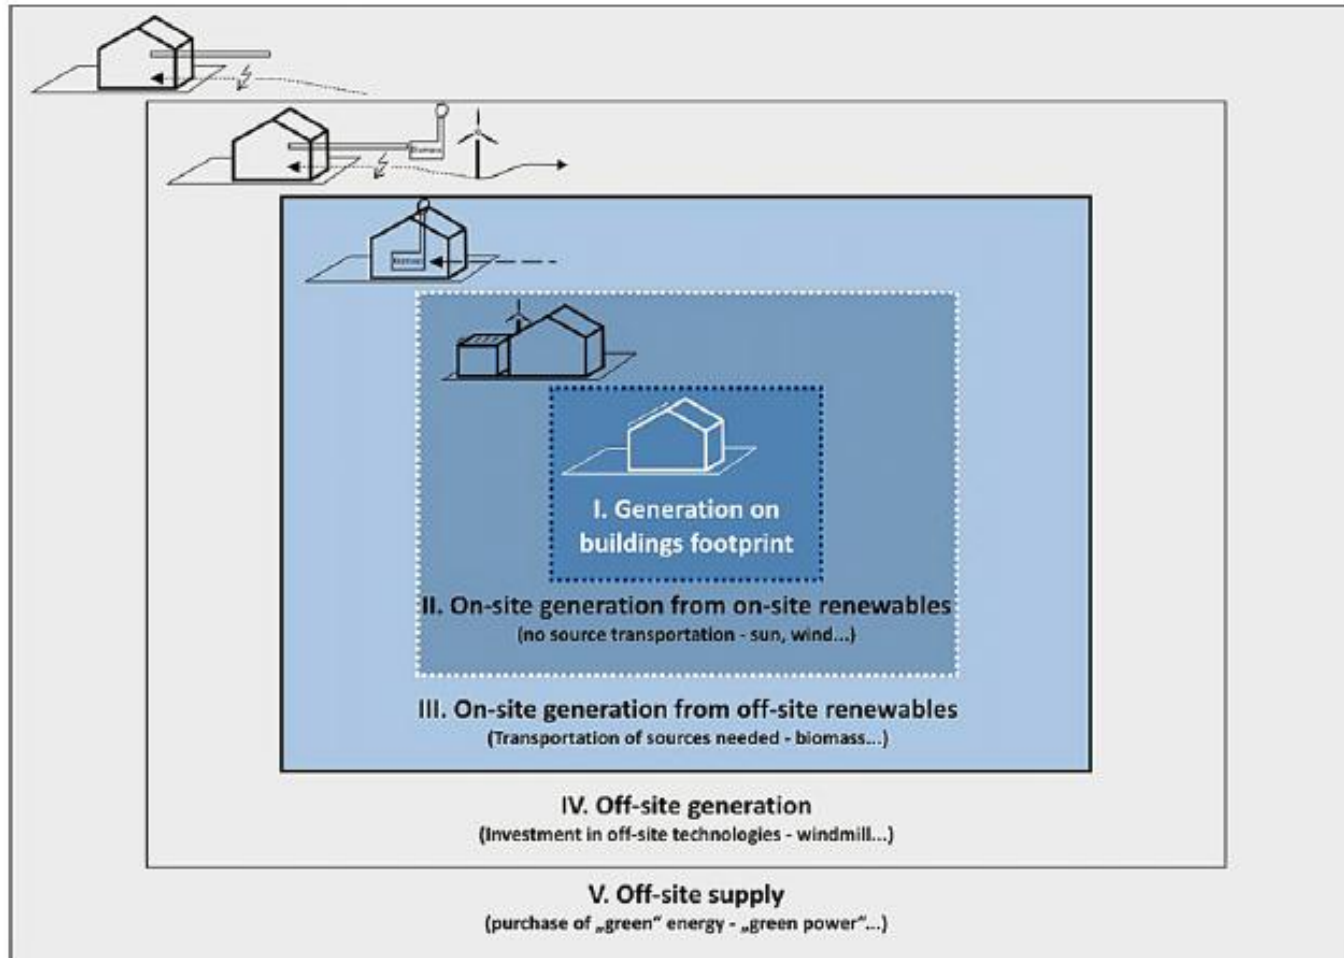 Biomass
I. Generation on
buildings footprint
II. On-site generation from on-site renewables
(no source transportation - sun, wind...)
III. On-site generation from off-site renewables
(Transportation of sources needed - biomass...)
IV. Off-site generation
(Investment in off-site technologies - windmill...)
V. Off-site supply
(purchase of „green“ energy - „green power“...)